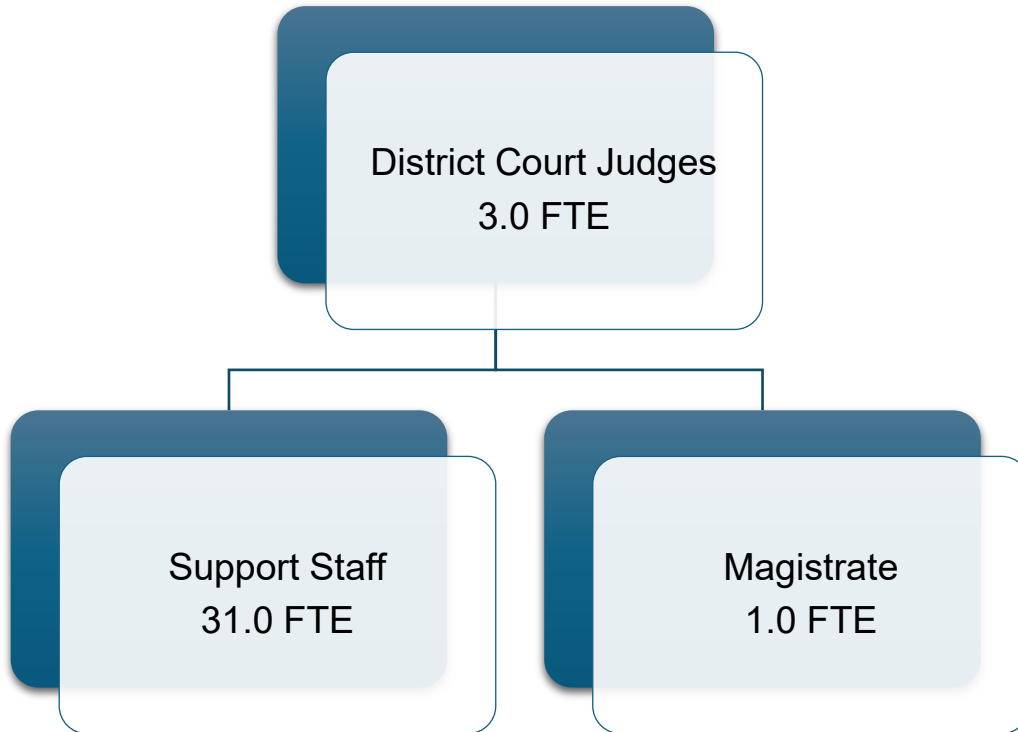 District Court Judges
3.0 FTE
Support Staff
31.0 FTE
Magistrate
1.0 FTE